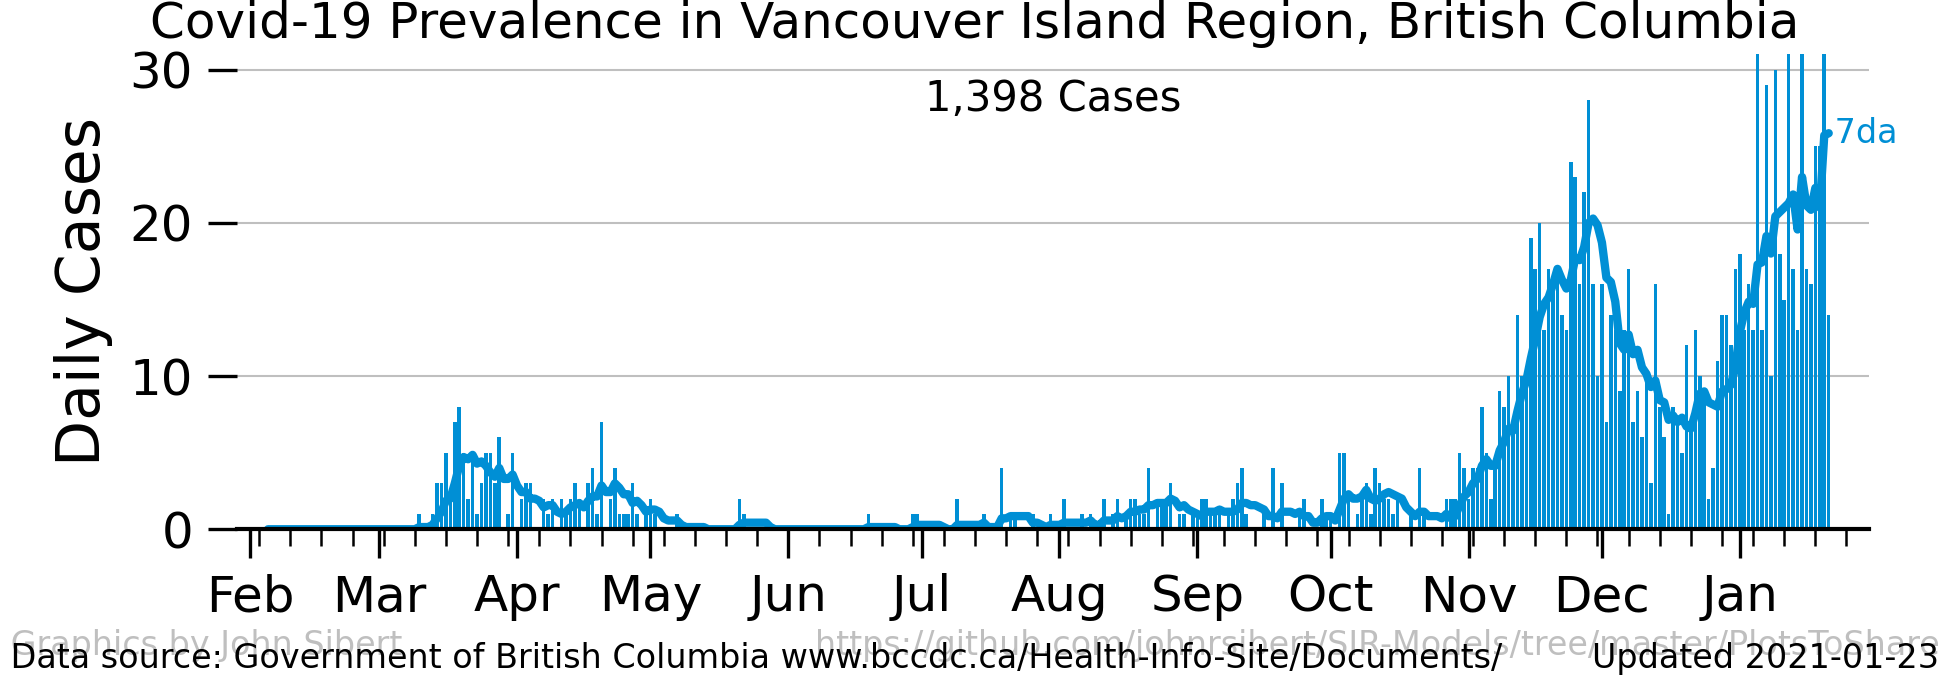 Covid-19 Prevalence in Vancouver Island Region, British Columbia
30
1,398 Cases
7da
20
10
0
Daily Cases
Feb Mar Apr May Jun Jul Aug Sep Oct Nov Dec Jan
Graphics by John Sibert https://github.com/johnrsibert/SIR-Models/tree/master/PlotsToShare
Data source: Government of British Columbia www.bccdc.ca/Health-Info-Site/Documents/ Updated 2021-01-23